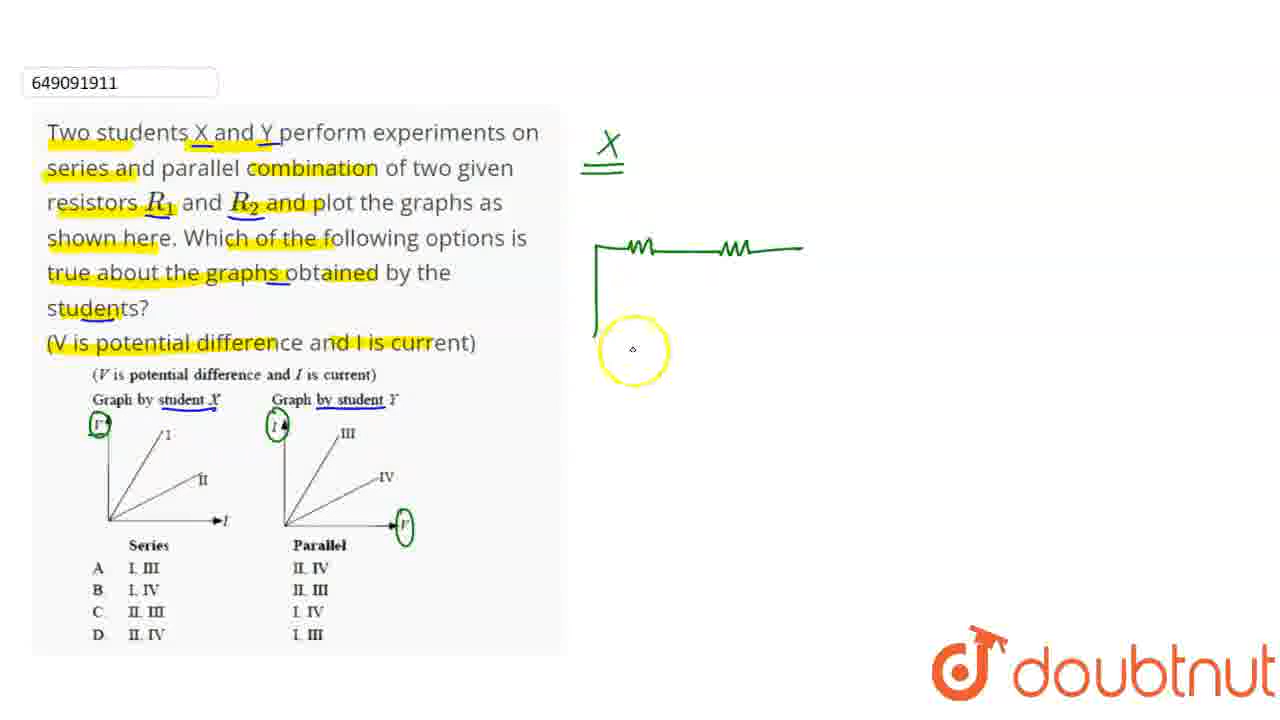 649091911
Two students X and Y perform experiments on
series and parallel combination of two given
resistors R1 and R2 and plot the graphs as
shown here. Which of the following options is
true about the graphs obtained by the
students?
(V is potential difference and I is current)
(V is potential difference and I is current)
Graph by student X Graph by student Y
V I II I
I III IV V
Series Parallel
A. I, III II, IV
B. I, IV II, III
C. II, III I, IV
D. II, IV I, III
X
doubtnut